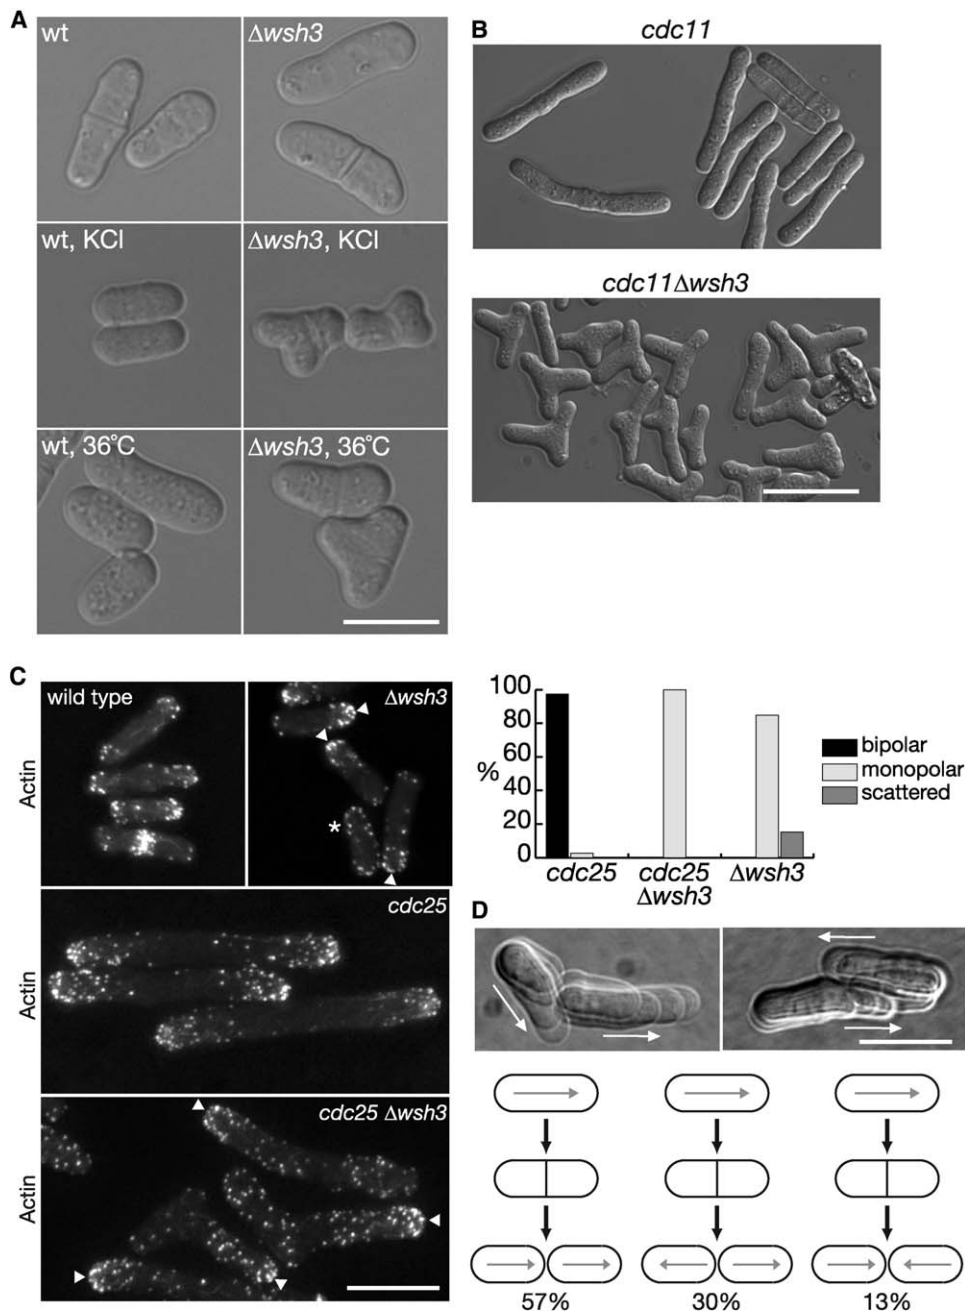 A
wt
Δwsh3
wt, KCl
Δwsh3, KCl
wt, 36°C
Δwsh3, 36°C
B
cdc11
cdc11Δwsh3
C
Actin
wild type
Δwsh3
*
Actin
cdc25
Actin
cdc25 Δwsh3
100
80
60
40
20
0
%
bipolar
monopolar
scattered
cdc25
cdc25
Δwsh3
Δwsh3
D
57%
30%
13%